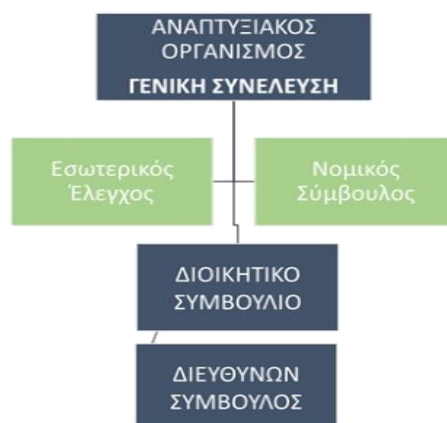 ΑΝΑΠΤΥΞΙΑΚΟΣ
ΟΡΓΑΝΙΣΜΟΣ
ΓΕΝΙΚΗ ΣΥΝΕΛΕΥΣΗ
Εσωτερικός
Έλεγχος
Νομικός
Σύμβουλος
ΔΙΟΙΚΗΤΙΚΟ
ΣΥΜΒΟΥΛΙΟ
ΔΙΕΥΘΥΝΩΝ
ΣΥΜΒΟΥΛΟΣ